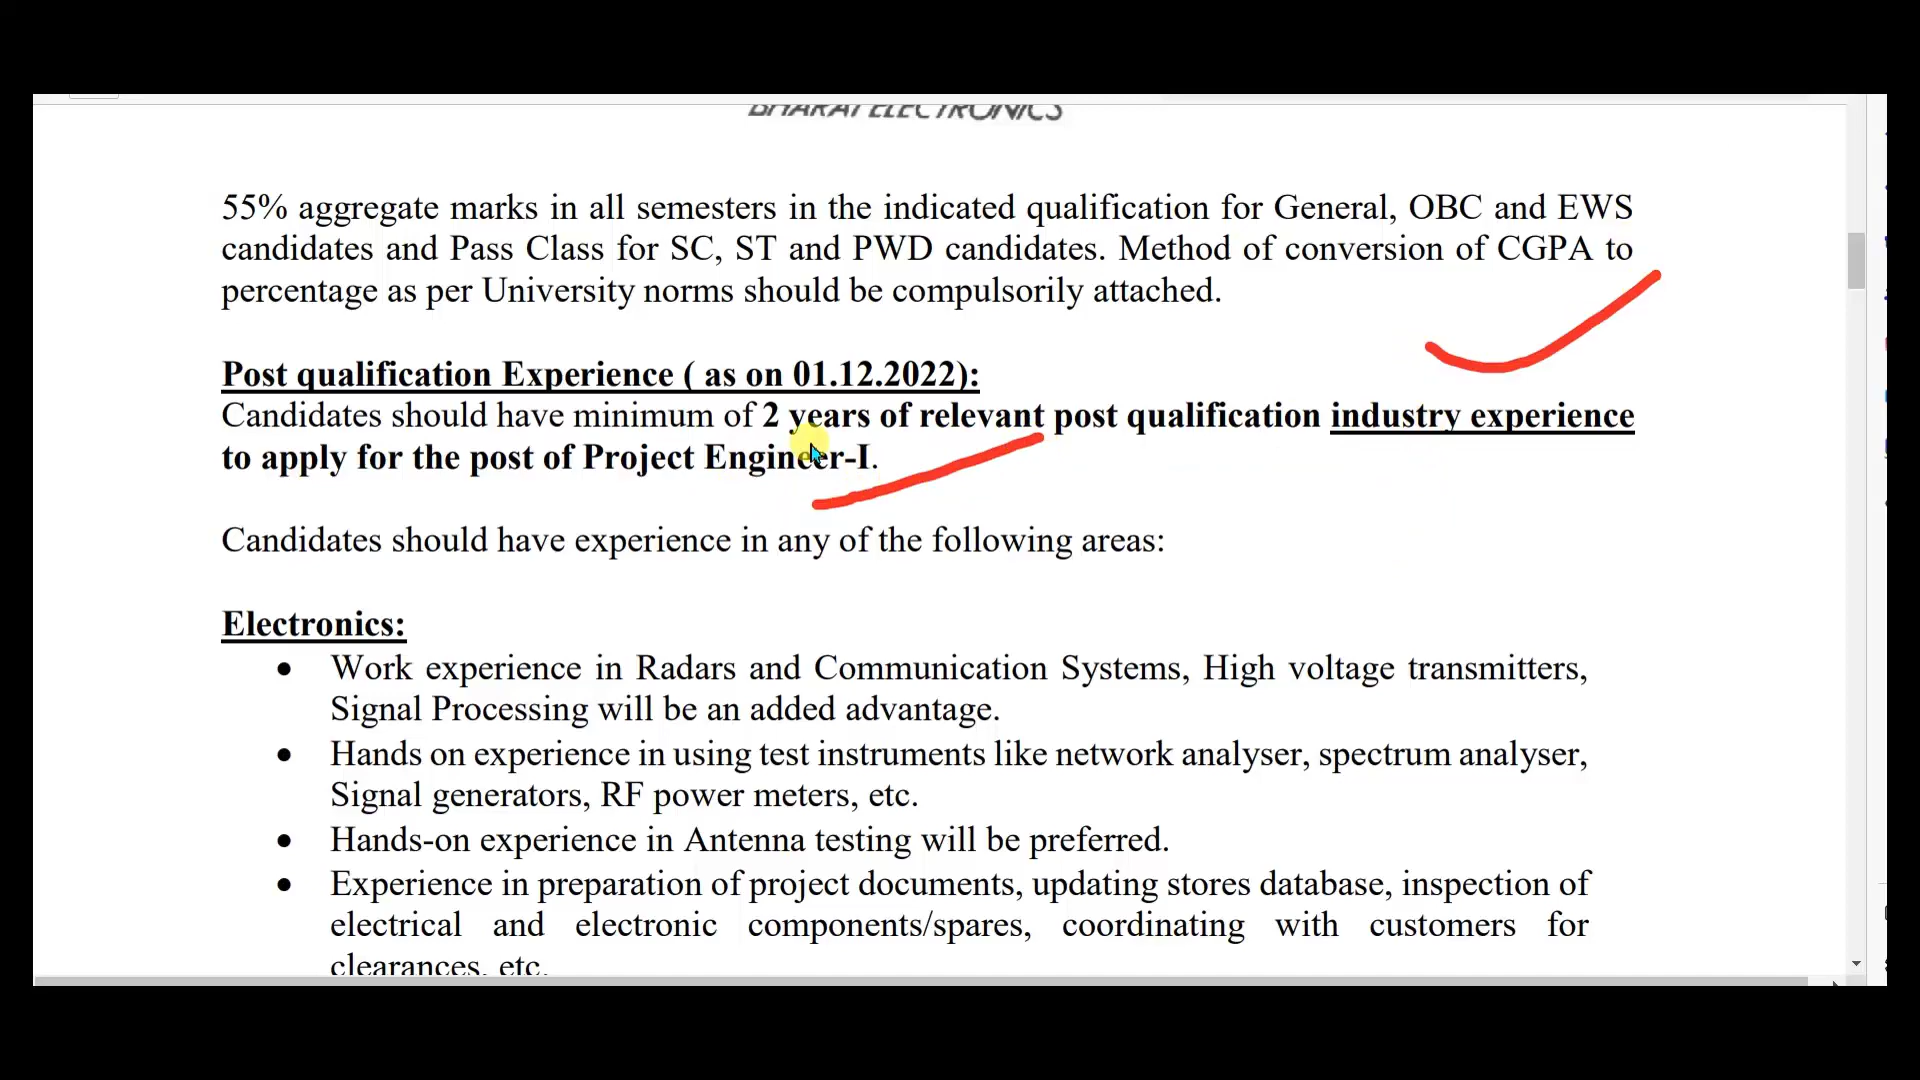 BHARAT ELECTRONICS
55% aggregate marks in all semesters in the indicated qualification for General, OBC and EWS
candidates and Pass Class for SC, ST and PWD candidates. Method of conversion of CGPA to
percentage as per University norms should be compulsorily attached.
Post qualification Experience ( as on 01.12.2022):
Candidates should have minimum of 2 years of relevant post qualification industry experience
to apply for the post of Project Engineer-I.
Candidates should have experience in any of the following areas:
Electronics:
• Work experience in Radars and Communication Systems, High voltage transmitters,
Signal Processing will be an added advantage.
• Hands on experience in using test instruments like network analyser, spectrum analyser,
Signal generators, RF power meters, etc.
• Hands-on experience in Antenna testing will be preferred.
• Experience in preparation of project documents, updating stores database, inspection of
electrical and electronic components/spares, coordinating with customers for
clearances, etc.